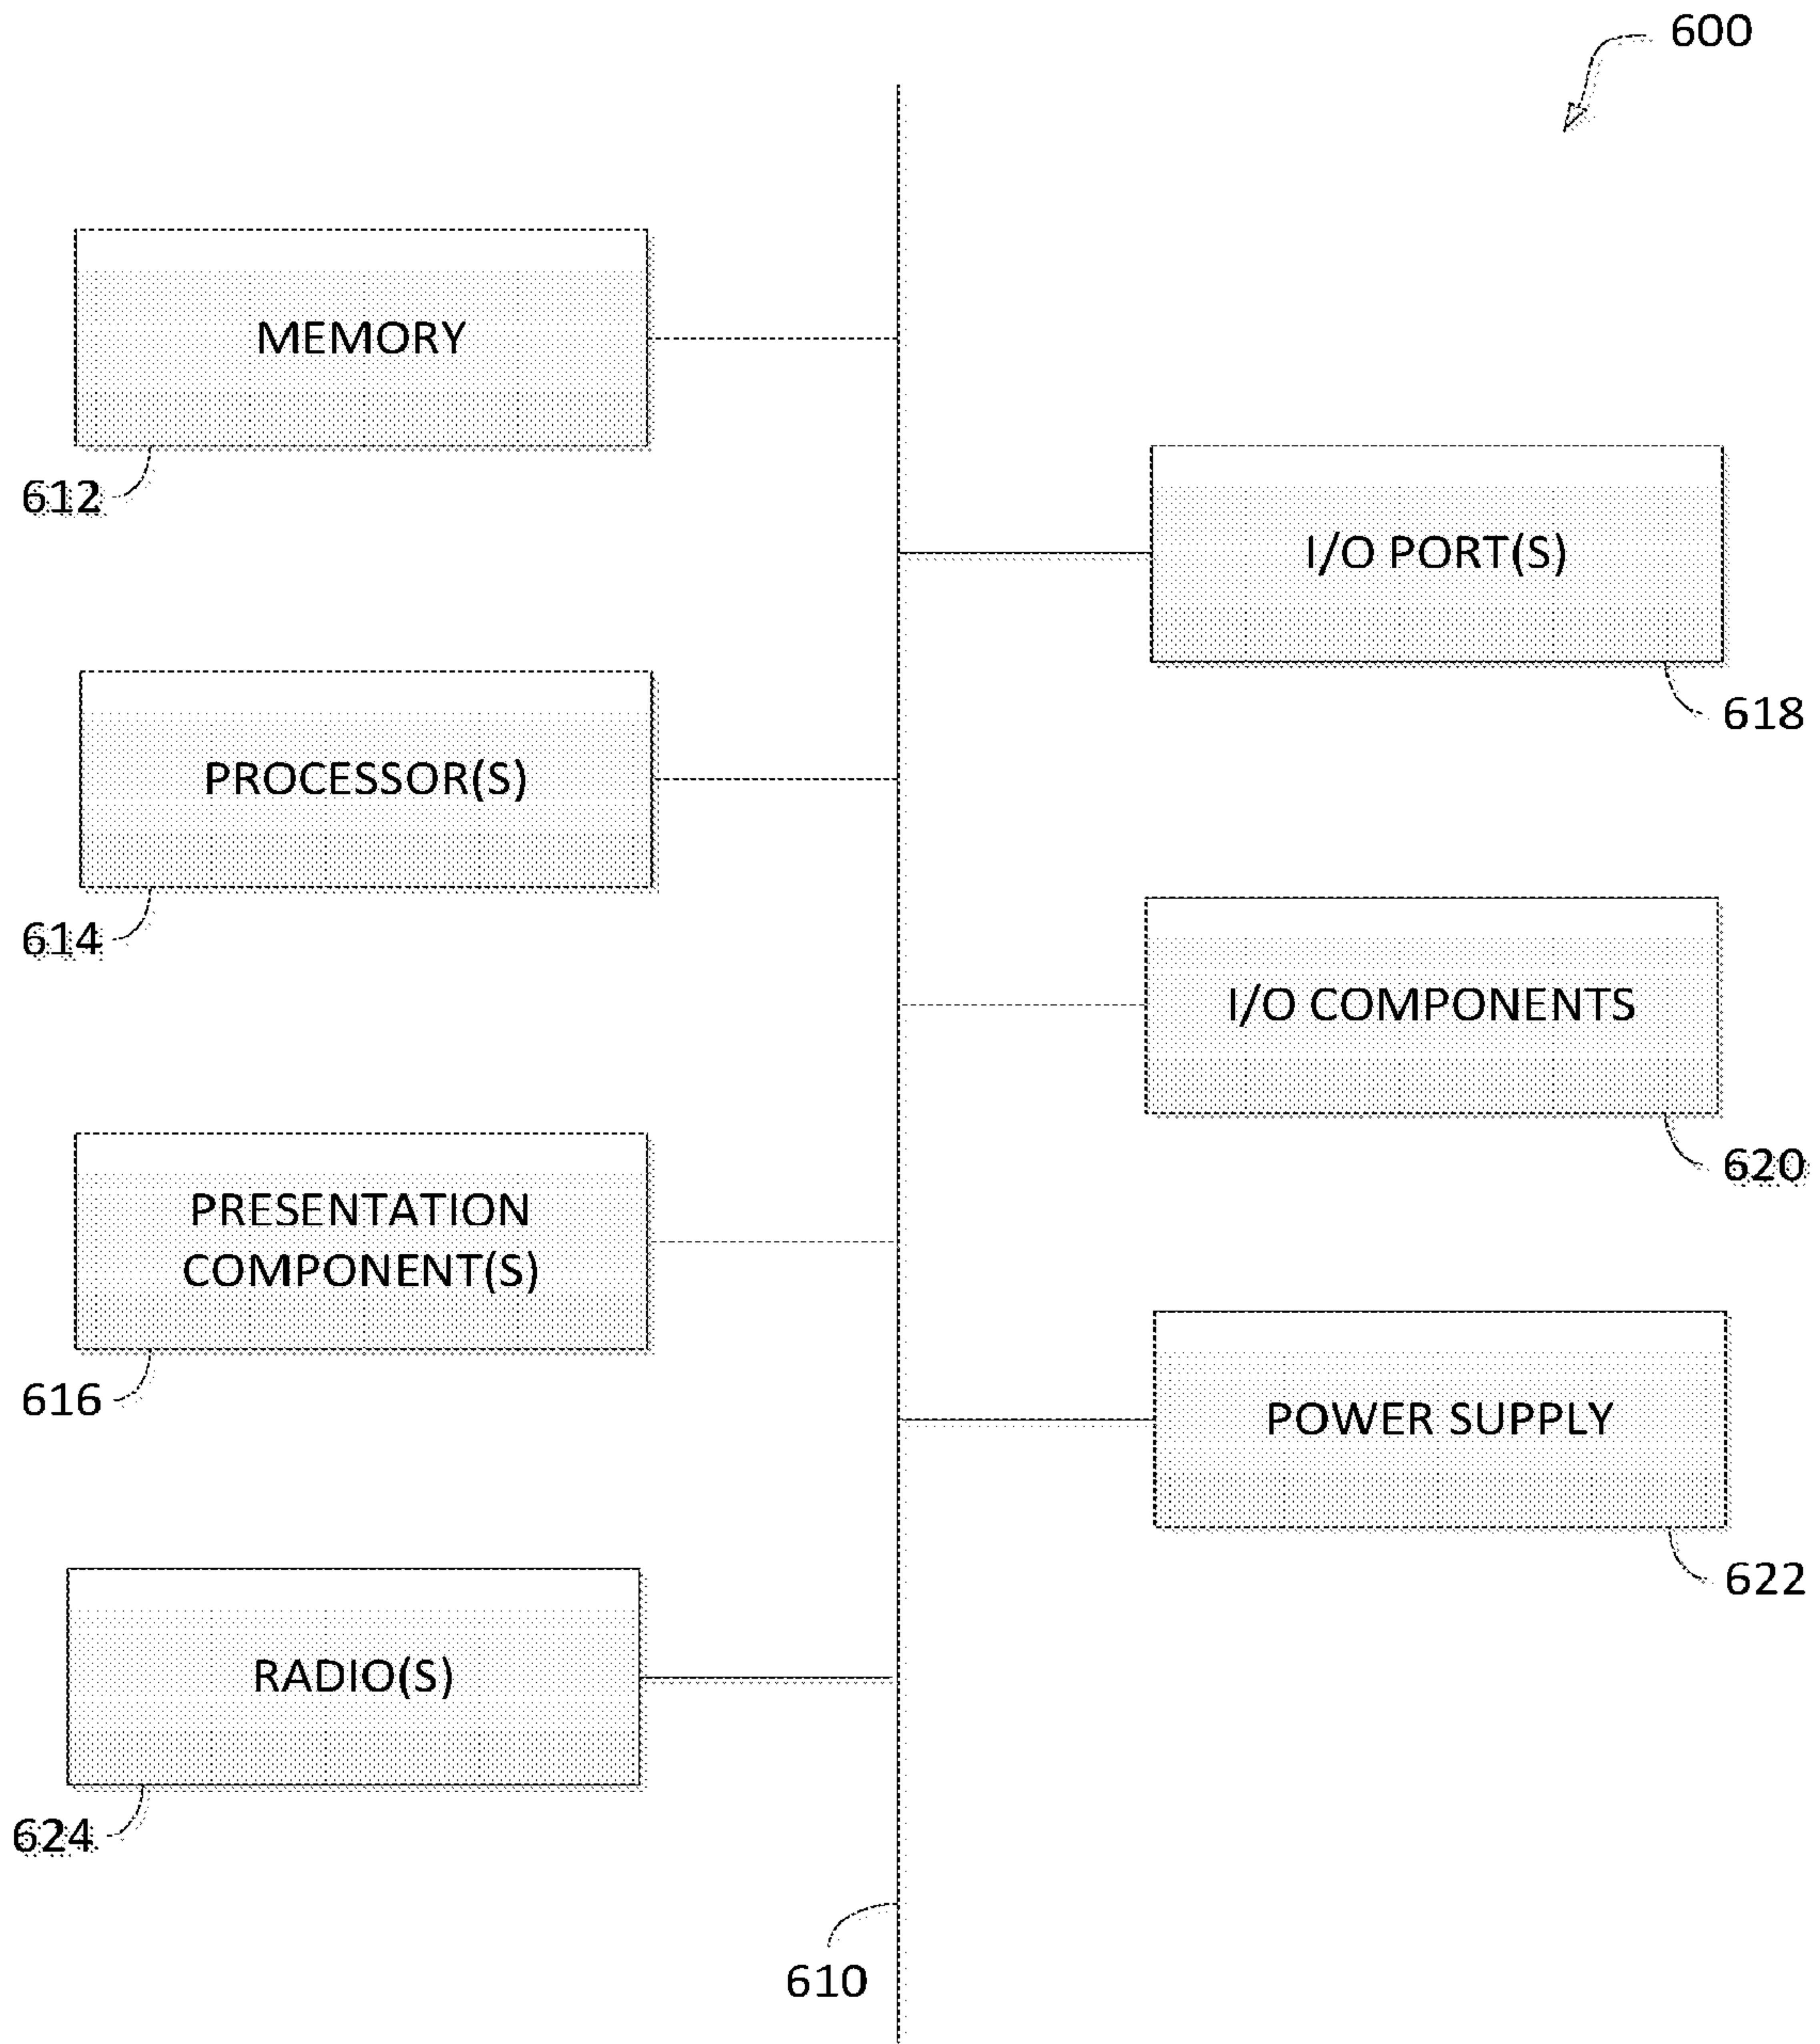 600
MEMORY
612
I/O PORT(S)
618
PROCESSOR(S)
614
I/O COMPONENTS
620
PRESENTATION
COMPONENT(S)
616
POWER SUPPLY
622
RADIO(S)
624
610